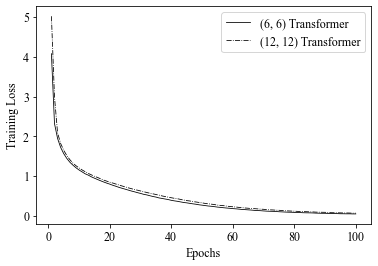 5
4
3
2
1
0
Training Loss
(6, 6) Transformer
(12, 12) Transformer
0 20 40 60 80 100
Epochs